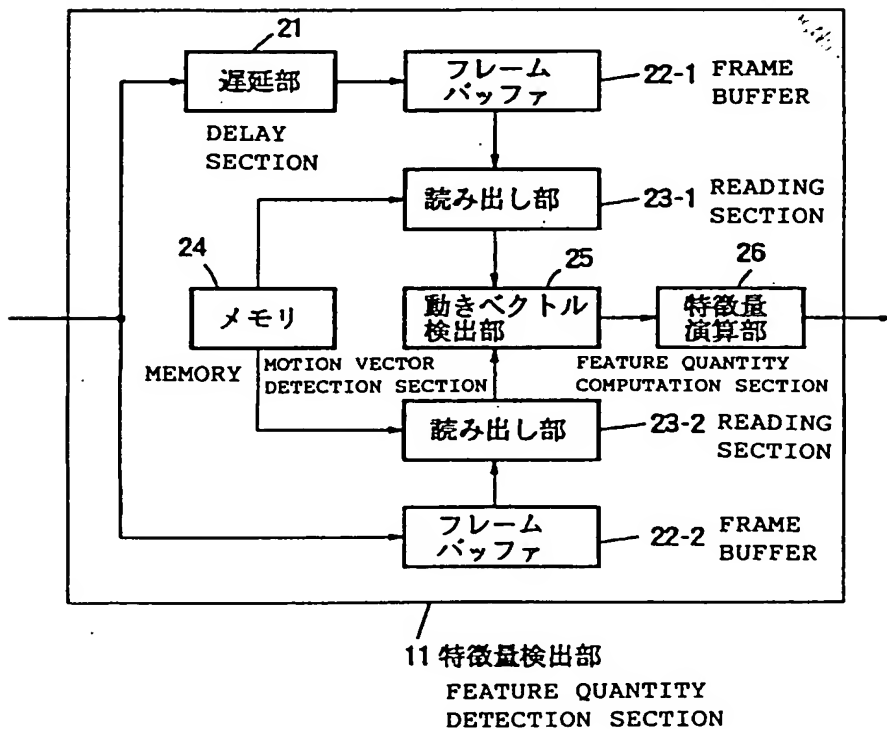 21
遅延部
DELAY
SECTION
フレーム
バッファ
22-1 FRAME
BUFFER
読み出し部
23-1 READING
SECTION
24
メモリ
MEMORY
25
動きベクトル
検出部
MOTION VECTOR
DETECTION SECTION
26
特徴量
演算部
FEATURE QUANTITY
COMPUTATION SECTION
読み出し部
23-2 READING
SECTION
フレーム
バッファ
22-2 FRAME
BUFFER
11 特徴量検出部
FEATURE QUANTITY
DETECTION SECTION